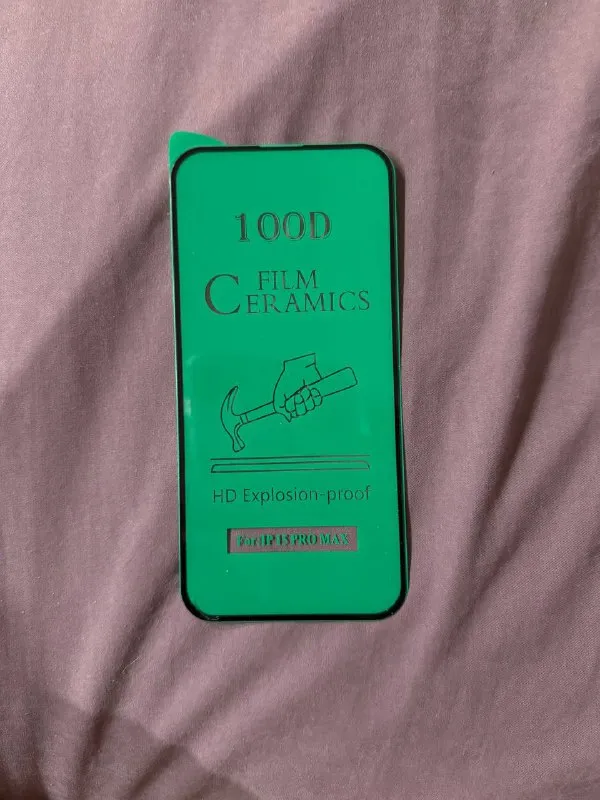 100D
FILM
CERAMICS
HD Explosion-proof
For IP 15 PRO MAX